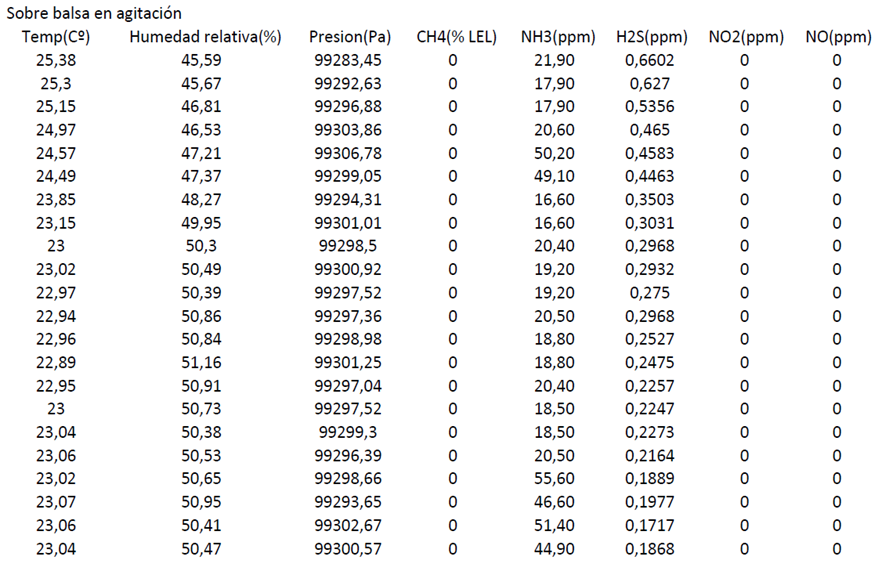 Sobre balsa en agitación
Temp(Cº) Humedad relativa(%) Presion(Pa) CH4(% LEL) NH3(ppm) H2S(ppm) NO2(ppm) NO(ppm)
25,38 45,59 99283,45 0 21,90 0,6602 0 0
25,3 45,67 99292,63 0 17,90 0,627 0 0
25,15 46,81 99296,88 0 17,90 0,5356 0 0
24,97 46,53 99303,86 0 20,60 0,465 0 0
24,57 47,21 99306,78 0 50,20 0,4583 0 0
24,49 47,37 99299,05 0 49,10 0,4463 0 0
23,85 48,27 99294,31 0 16,60 0,3503 0 0
23,15 49,95 99301,01 0 16,60 0,3031 0 0
23 50,3 99298,5 0 20,40 0,2968 0 0
23,02 50,49 99300,92 0 19,20 0,2932 0 0
22,97 50,39 99297,52 0 19,20 0,275 0 0
22,94 50,86 99297,36 0 20,50 0,2968 0 0
22,96 50,84 99298,98 0 18,80 0,2527 0 0
22,89 51,16 99301,25 0 18,80 0,2475 0 0
22,95 50,91 99297,04 0 20,40 0,2257 0 0
23 50,73 99297,52 0 18,50 0,2247 0 0
23,04 50,38 99299,3 0 18,50 0,2273 0 0
23,06 50,53 99296,39 0 20,50 0,2164 0 0
23,02 50,65 99298,66 0 55,60 0,1889 0 0
23,07 50,95 99293,65 0 46,60 0,1977 0 0
23,06 50,41 99302,67 0 51,40 0,1717 0 0
23,04 50,47 99300,57 0 44,90 0,1868 0 0